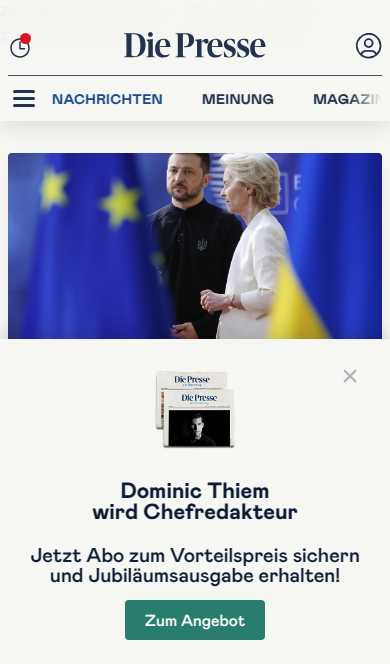 Die Presse
NACHRICHTEN
MEINUNG
MAGAZIN
Die Presse
Die Presse
Dominic Thiem
wird Chefredakteur
Jetzt Abo zum Vorteilspreis sichern
und Jubiläumsausgabe erhalten!
Zum Angebot